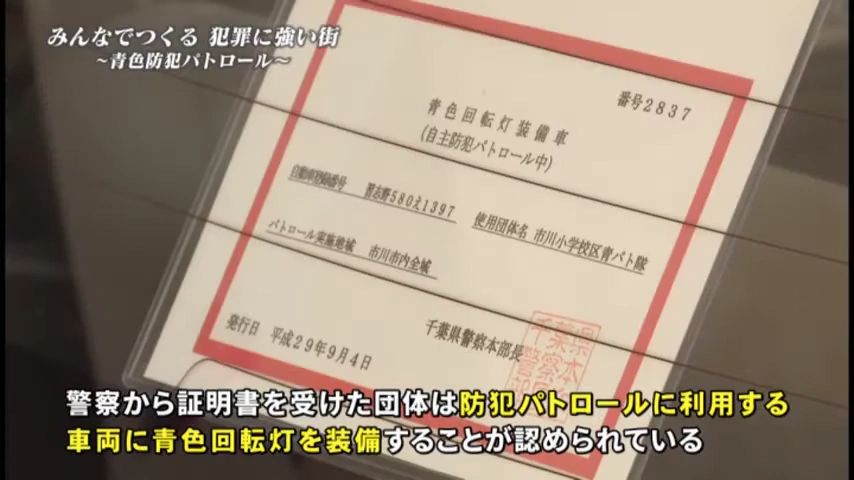 みんなでつくる 犯罪に強い街
~青色防犯パトロール~
番号2837
青色回転灯装備車
(自主防犯パトロール中)
自動車登録番号 習志野580え1397 使用団体名 市川小学校区青パト隊
パトロール実施地域 市川市内全域
発行日 平成29年9月4日 千葉県警察本部長
警察から証明書を受けた団体は防犯パトロールに利用する
車両に青色回転灯を装備することが認められている